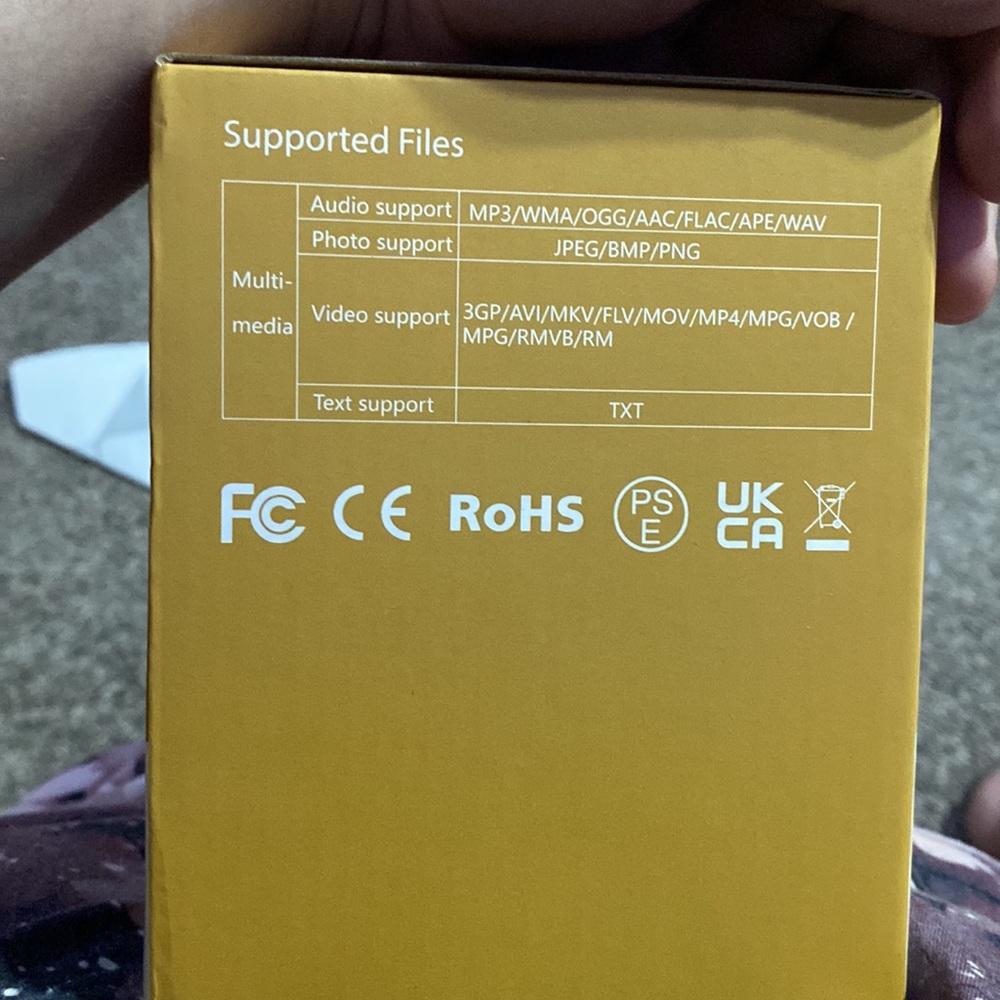 Supported Files
Multi-
media
Audio support MP3/WMA/OGG/AAC/FLAC/APE/WAV
Photo support JPEG/BMP/PNG
Video support 3GP/AVI/MKV/FLV/MOV/MP4/MPG/VOB /
MPG/RMVB/RM
Text support TXT
FC CE RoHS PS
E UK
CA